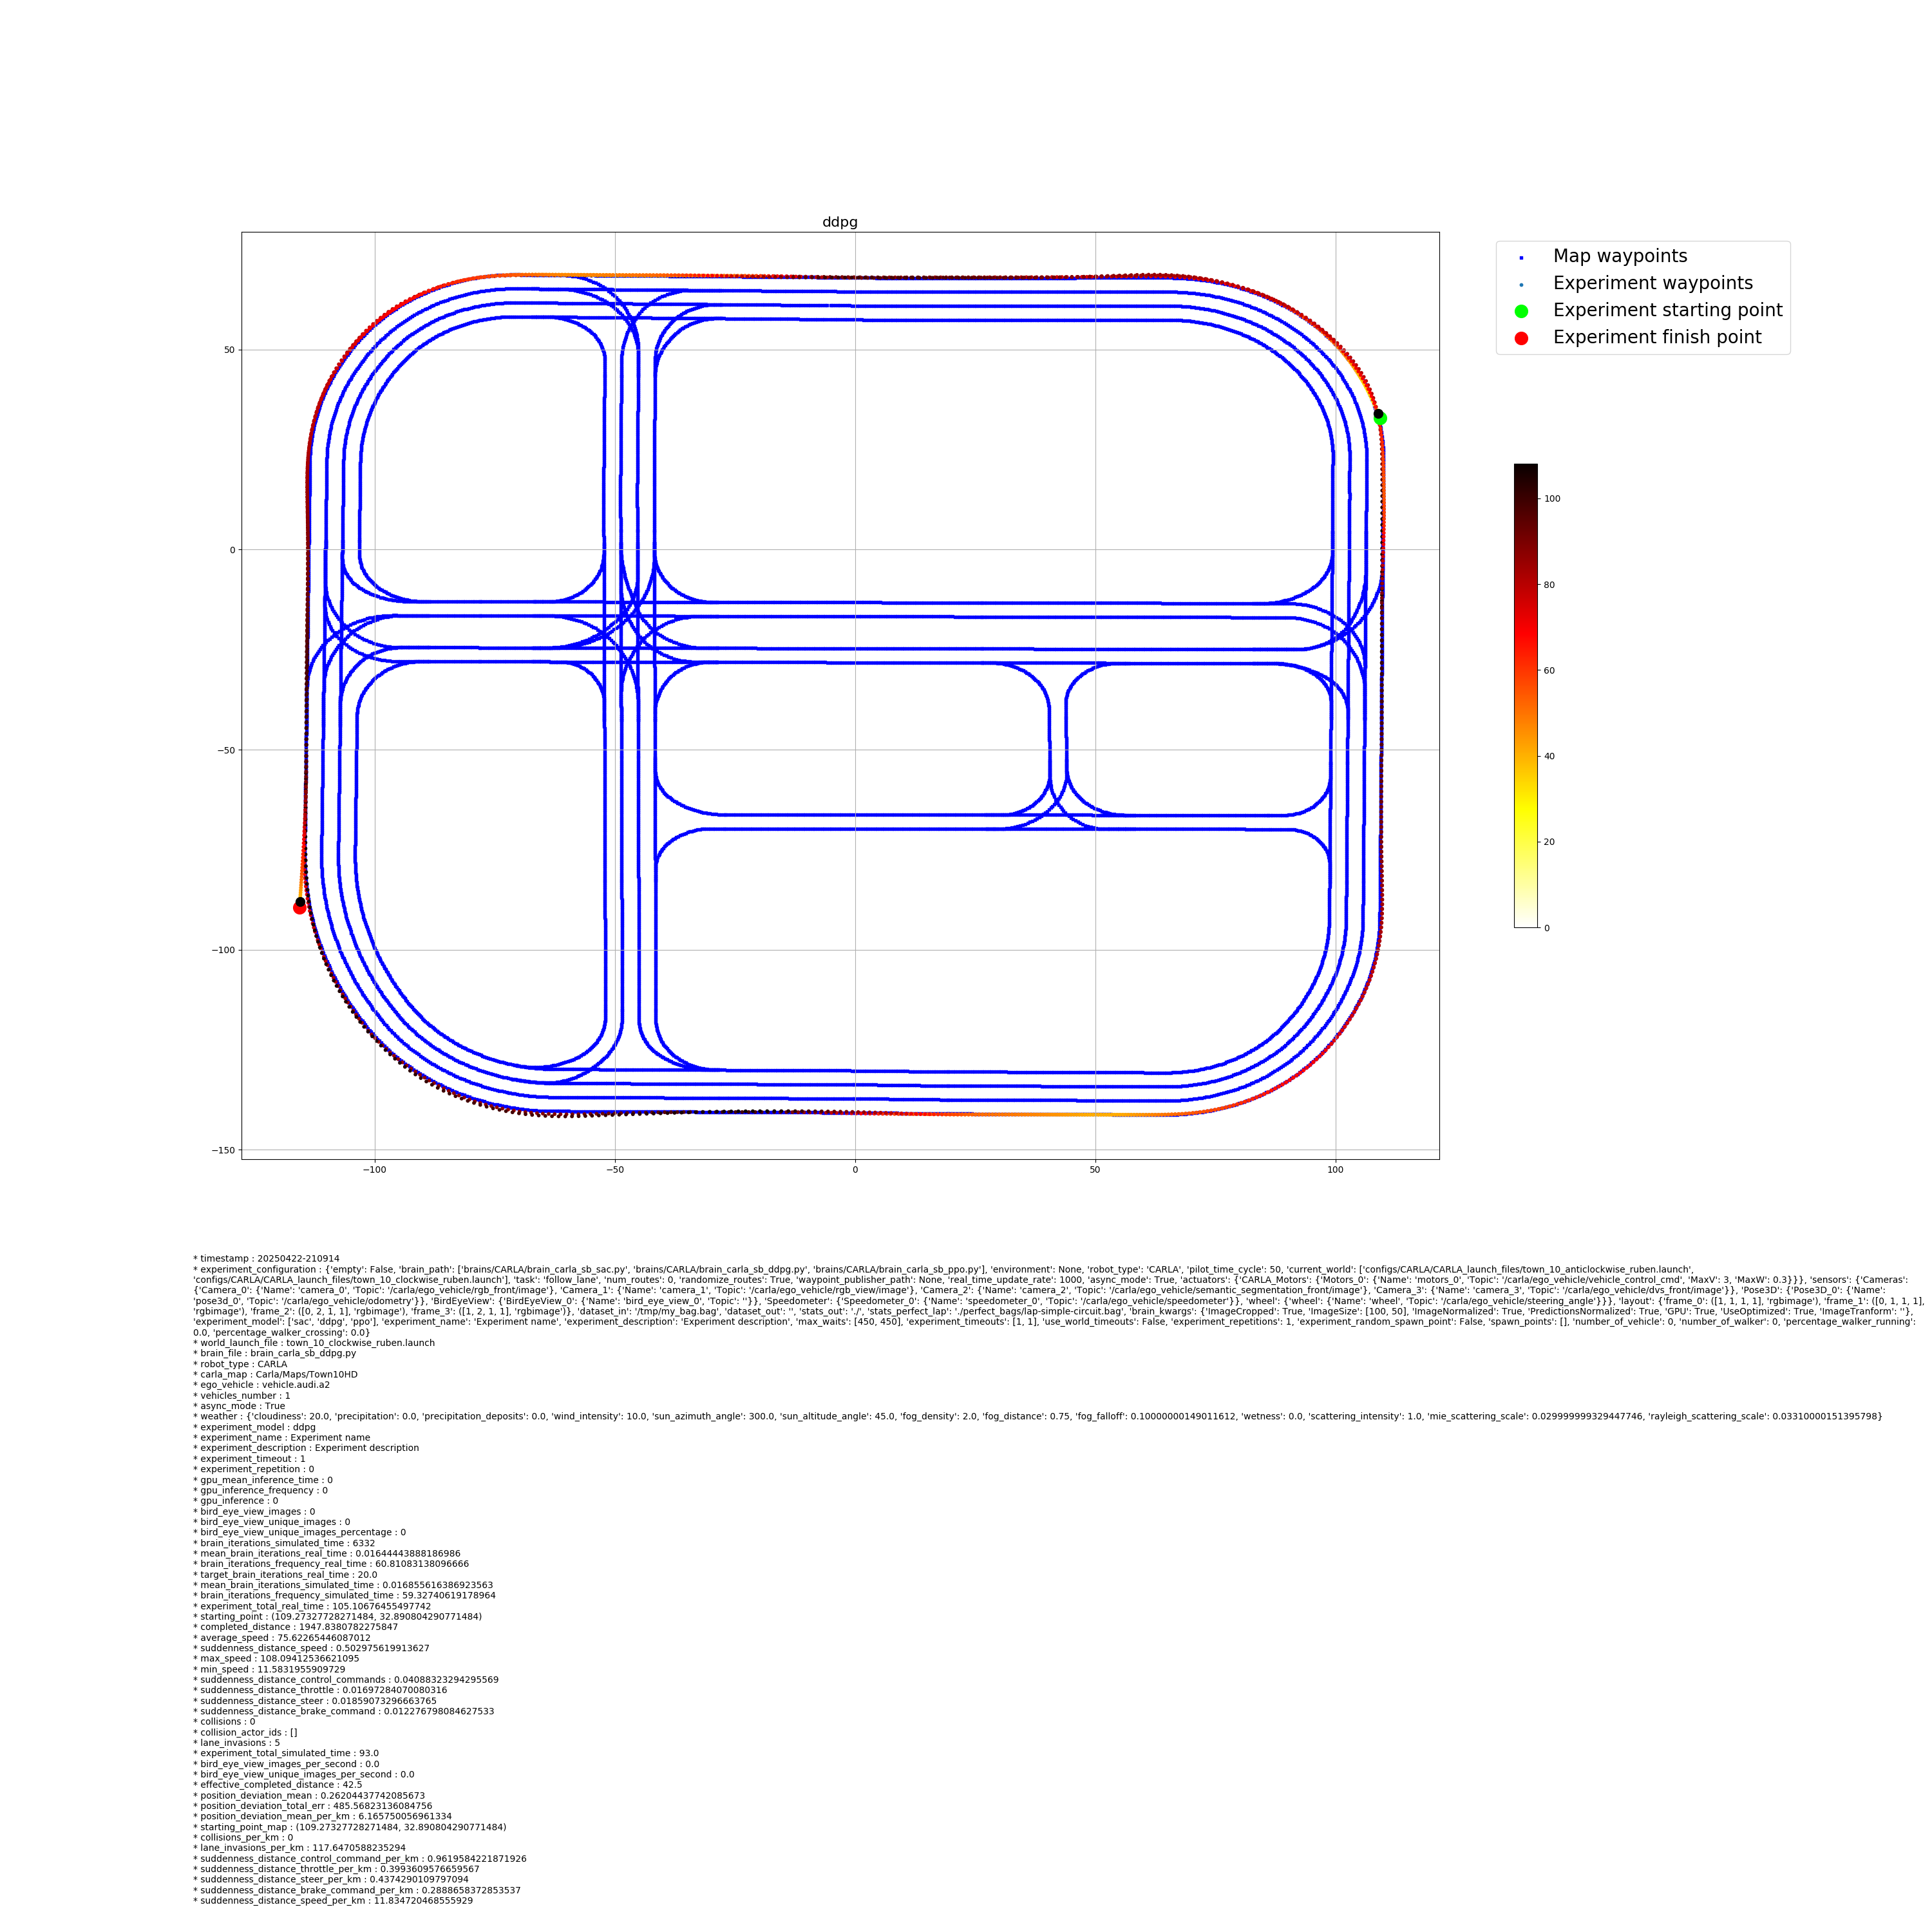 ddpg
Map waypoints
Experiment waypoints
Experiment starting point
Experiment finish point
50
0
−50
−100
−150
−100
−50
0
50
100
100
80
60
40
20
0
* timestamp : 20250422-210914
* experiment_configuration : {'empty': False, 'brain_path': ['brains/CARLA/brain_carla_sb_sac.py', 'brains/CARLA/brain_carla_sb_ddpg.py', 'brains/CARLA/brain_carla_sb_ppo.py'], 'environment': None, 'robot_type': 'CARLA', 'pilot_time_cycle': 50, 'current_world': ['configs/CARLA/CARLA_launch_files/town_10_anticlockwise_ruben.launch',
'configs/CARLA/CARLA_launch_files/town_10_clockwise_ruben.launch'], 'task': 'follow_lane', 'num_routes': 0, 'randomize_routes': True, 'waypoint_publisher_path': None, 'real_time_update_rate': 1000, 'async_mode': True, 'actuators': {'CARLA_Motors': {'Motors_0': {'Name': 'motors_0', 'Topic': '/carla/ego_vehicle/vehicle_control_cmd', 'MaxV': 3, 'MaxW': 0.3}}}, 'sensors': {'Cameras':
{'Camera_0': {'Name': 'camera_0', 'Topic': '/carla/ego_vehicle/rgb_front/image'}, 'Camera_1': {'Name': 'camera_1', 'Topic': '/carla/ego_vehicle/rgb_view/image'}, 'Camera_2': {'Name': 'camera_2', 'Topic': '/carla/ego_vehicle/semantic_segmentation_front/image'}, 'Camera_3': {'Name': 'camera_3', 'Topic': '/carla/ego_vehicle/dvs_front/image'}}, 'Pose3D': {'Pose3D_0': {'Name':
'pose3d_0', 'Topic': '/carla/ego_vehicle/odometry'}}, 'BirdEyeView': {'BirdEyeView_0': {'Name': 'bird_eye_view_0', 'Topic': ''}}, 'Speedometer': {'Speedometer_0': {'Name': 'speedometer_0', 'Topic': '/carla/ego_vehicle/speedometer'}}, 'wheel': {'wheel': {'Name': 'wheel', 'Topic': '/carla/ego_vehicle/steering_angle'}}}, 'layout': {'frame_0': ([1, 1, 1, 1], 'rgbimage'), 'frame_1': ([0, 1, 1, 1],
'rgbimage'), 'frame_2': ([0, 2, 1, 1], 'rgbimage'), 'frame_3': ([1, 2, 1, 1], 'rgbimage')}, 'dataset_in': '/tmp/my_bag.bag', 'dataset_out': '', 'stats_out': './', 'stats_perfect_lap': './perfect_bags/lap-simple-circuit.bag', 'brain_kwargs': {'ImageCropped': True, 'ImageSize': [100, 50], 'ImageNormalized': True, 'PredictionsNormalized': True, 'GPU': True, 'UseOptimized': True, 'ImageTranform': ''},
'experiment_model': ['sac', 'ddpg', 'ppo'], 'experiment_name': 'Experiment name', 'experiment_description': 'Experiment description', 'max_waits': [450, 450], 'experiment_timeouts': [1, 1], 'use_world_timeouts': False, 'experiment_repetitions': 1, 'experiment_random_spawn_point': False, 'spawn_points': [], 'number_of_vehicle': 0, 'number_of_walker': 0, 'percentage_walker_running':
0.0, 'percentage_walker_crossing': 0.0}
* world_launch_file : town_10_clockwise_ruben.launch
* brain_file : brain_carla_sb_ddpg.py
* robot_type : CARLA
* carla_map : Carla/Maps/Town10HD
* ego_vehicle : vehicle.audi.a2
* vehicles_number : 1
* async_mode : True
* weather : {'cloudiness': 20.0, 'precipitation': 0.0, 'precipitation_deposits': 0.0, 'wind_intensity': 10.0, 'sun_azimuth_angle': 300.0, 'sun_altitude_angle': 45.0, 'fog_density': 2.0, 'fog_distance': 0.75, 'fog_falloff': 0.10000000149011612, 'wetness': 0.0, 'scattering_intensity': 1.0, 'mie_scattering_scale': 0.029999999329447746, 'rayleigh_scattering_scale': 0.03310000151395798}
* experiment_model : ddpg
* experiment_name : Experiment name
* experiment_description : Experiment description
* experiment_timeout : 1
* experiment_repetition : 0
* gpu_mean_inference_time : 0
* gpu_inference_frequency : 0
* gpu_inference : 0
* bird_eye_view_images : 0
* bird_eye_view_unique_images : 0
* bird_eye_view_unique_images_percentage : 0
* brain_iterations_simulated_time : 6332
* mean_brain_iterations_real_time : 0.01644443888186986
* brain_iterations_frequency_real_time : 60.81083138096666
* target_brain_iterations_real_time : 20.0
* mean_brain_iterations_simulated_time : 0.016855616386923563
* brain_iterations_frequency_simulated_time : 59.32740619178964
* experiment_total_real_time : 105.10676455497742
* starting_point : (109.27327728271484, 32.890804290771484)
* completed_distance : 1947.8380782275847
* average_speed : 75.62265446087012
* suddenness_distance_speed : 0.502975619913627
* max_speed : 108.09412536621095
* min_speed : 11.5831955909729
* suddenness_distance_control_commands : 0.04088323294295569
* suddenness_distance_throttle : 0.01697284070080316
* suddenness_distance_steer : 0.01859073296663765
* suddenness_distance_brake_command : 0.012276798084627533
* collisions : 0
* collision_actor_ids : []
* lane_invasions : 5
* experiment_total_simulated_time : 93.0
* bird_eye_view_images_per_second : 0.0
* bird_eye_view_unique_images_per_second : 0.0
* effective_completed_distance : 42.5
* position_deviation_mean : 0.26204437742085673
* position_deviation_total_err : 485.56823136084756
* position_deviation_mean_per_km : 6.165750056961334
* starting_point_map : (109.27327728271484, 32.890804290771484)
* collisions_per_km : 0
* lane_invasions_per_km : 117.6470588235294
* suddenness_distance_control_command_per_km : 0.9619584221871926
* suddenness_distance_throttle_per_km : 0.3993609576659567
* suddenness_distance_steer_per_km : 0.4374290109797094
* suddenness_distance_brake_command_per_km : 0.2888658372853537
* suddenness_distance_speed_per_km : 11.834720468555929